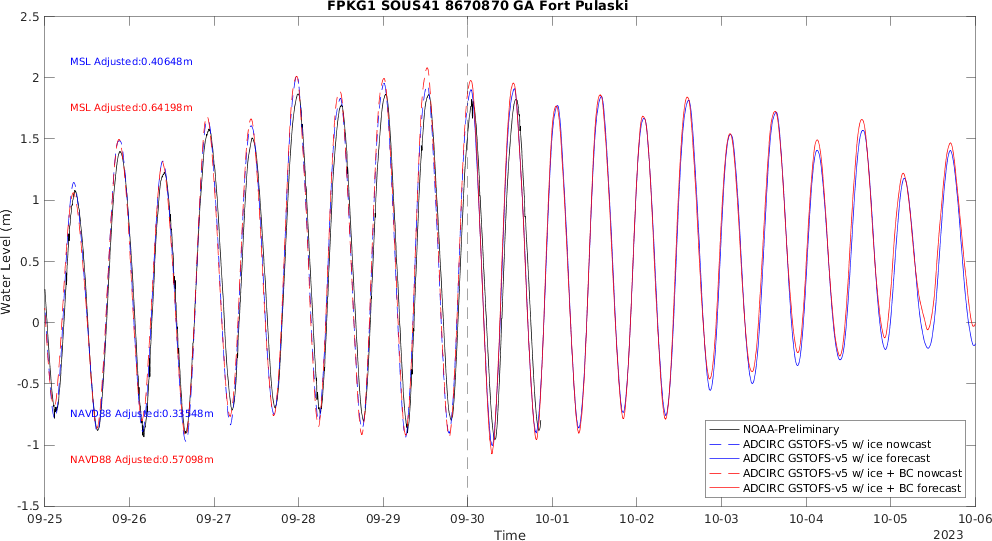 FPKG1 SOUS41 8670870 GA Fort Pulaski
2.5
2
1.5
1
0.5
0
-0.5
-1
-1.5
Water Level (m)
MSL Adjusted:0.40648m
MSL Adjusted:0.64198m
NAVD88 Adjusted:0.33548m
NAVD88 Adjusted:0.57098m
NOAA-Preliminary
ADCIRC GSTOFS-v5 w/ ice nowcast
ADCIRC GSTOFS-v5 w/ ice forecast
ADCIRC GSTOFS-v5 w/ ice + BC nowcast
ADCIRC GSTOFS-v5 w/ ice + BC forecast
09-25 09-26 09-27 09-28 09-29 09-30 10-01 10-02 10-03 10-04 10-05 10-06
Time
2023